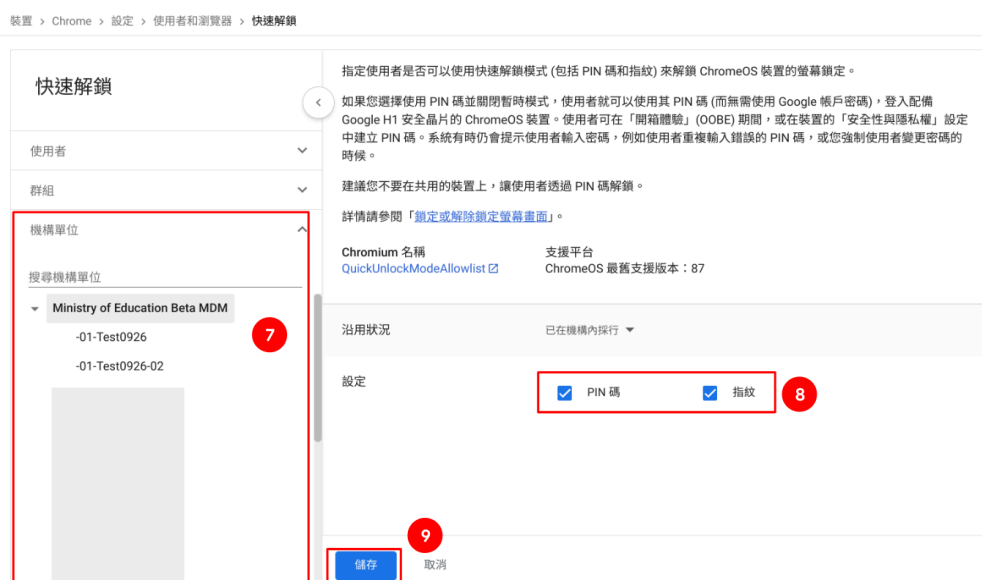 裝置 > Chrome > 設定 > 使用者和瀏覽器 > 快速解鎖
快速解鎖
使用者
群組
機構單位
搜尋機構單位
Ministry of Education Beta MDM
-01-Test0926
-01-Test0926-02
7
指定使用者是否可以使用快速解鎖模式 (包括 PIN 碼和指紋) 來解鎖 ChromeOS 裝置的螢幕鎖定。
如果您選擇使用 PIN 碼並關閉暫時模式，使用者就可以使用其 PIN 碼 (而無需使用 Google 帳戶密碼)，登入配備
Google H1 安全晶片的 ChromeOS 裝置。使用者可在「開箱體驗」(OOBE) 期間，或在裝置的「安全性與隱私權」設定
中建立 PIN 碼。系統有時仍會提示使用者輸入密碼，例如使用者重複輸入錯誤的 PIN 碼，或您強制使用者變更密碼的
時候。
建議您不要在共用的裝置上，讓使用者透過 PIN 碼解鎖。
詳情請參閱「鎖定或解除鎖定螢幕畫面」。
Chromium 名稱
QuickUnlockModeAllowlist
支援平台
ChromeOS 最舊支援版本：87
沿用狀況
已在機構內採行
設定
PIN 碼
指紋
8
9
儲存
取消